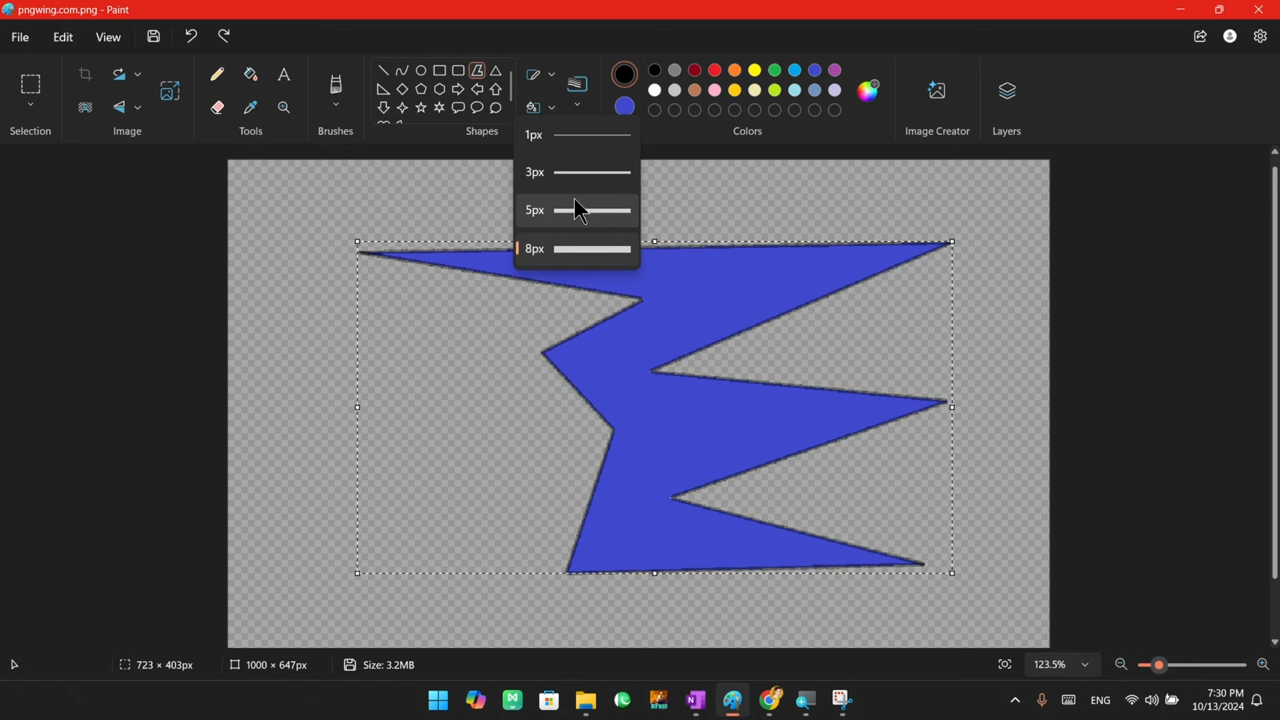 pngwing.com.png - Paint
File Edit View
Selection Image Tools Brushes Shapes Colors Image Creator Layers
1px
3px
5px
8px
723 × 403px 1000 × 647px Size: 3.2MB 123.5%
ENG 7:30 PM
10/13/2024